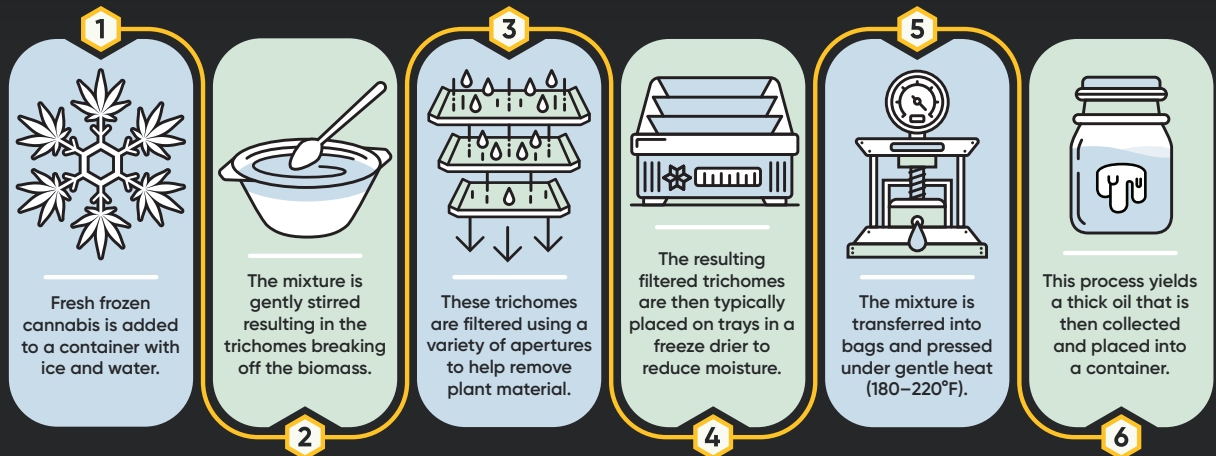 1
Fresh frozen
cannabis is added
to a container with
ice and water.
2
The mixture is
gently stirred
resulting in the
trichomes breaking
off the biomass.
3
These trichomes
are filtered using a
variety of apertures
to help remove
plant material.
4
The resulting
filtered trichomes
are then typically
placed on trays in a
freeze drier to
reduce moisture.
5
The mixture is
transferred into
bags and pressed
under gentle heat
(180–220°F).
6
This process yields
a thick oil that is
then collected
and placed into
a container.